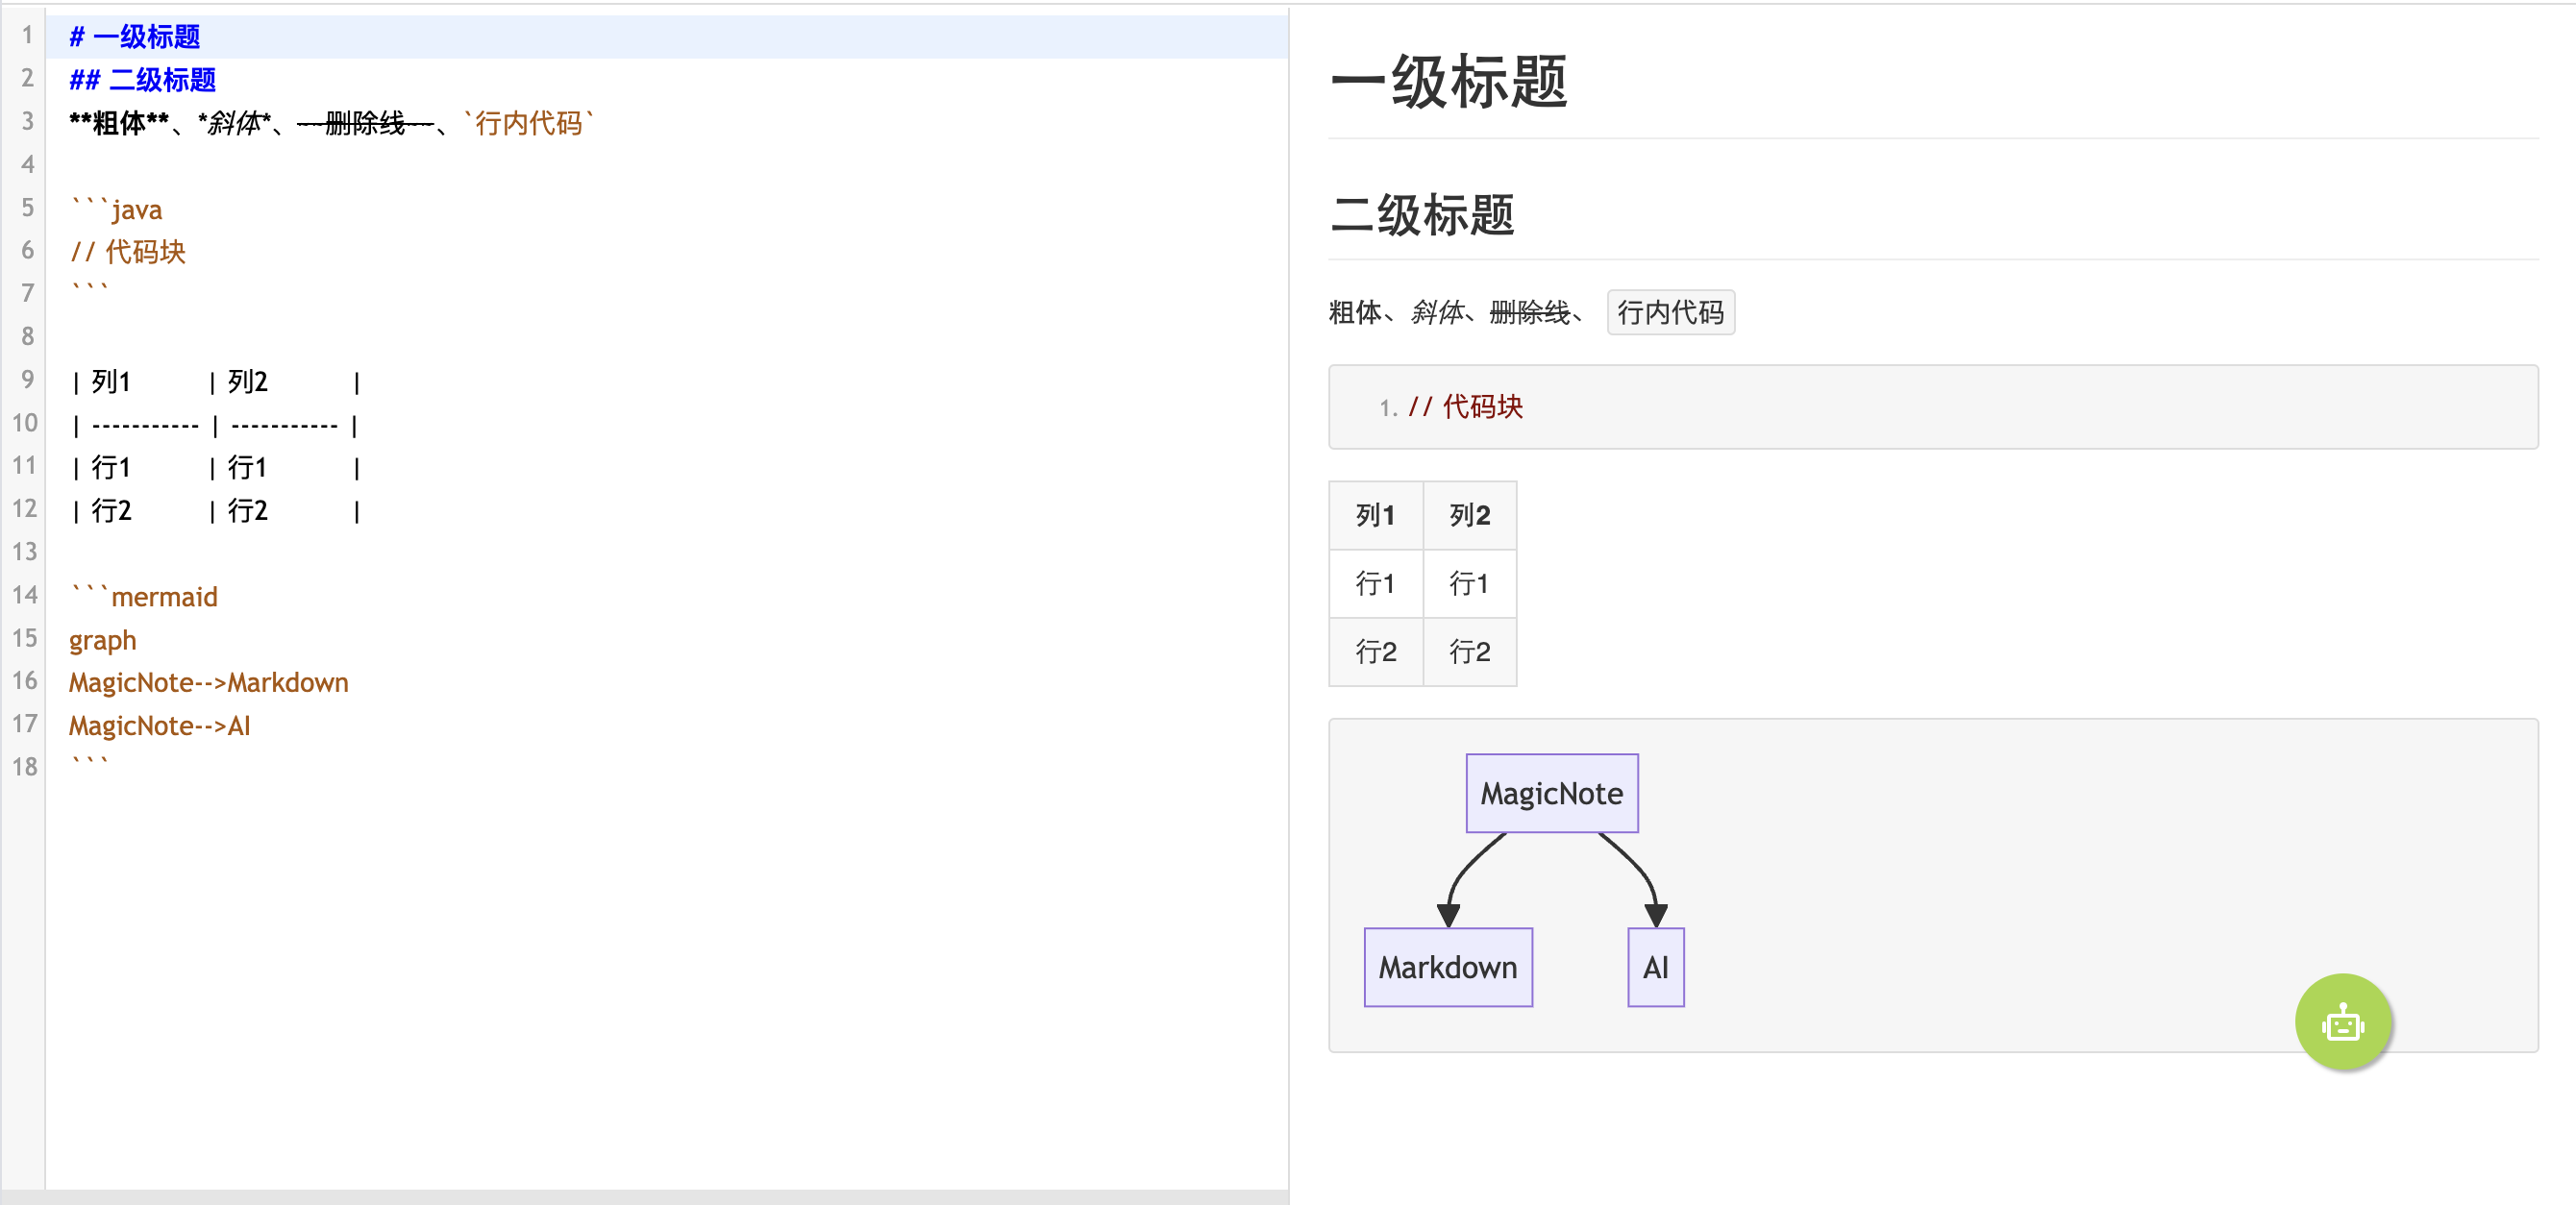 1 # 一级标题
2 ## 二级标题
3 **粗体**、*斜体*、~~删除线~~、`行内代码`
4
5 ```java
6 // 代码块
7 ```
8
9 | 列1 | 列2 |
10 | ----------- | ----------- |
11 | 行1 | 行1 |
12 | 行2 | 行2 |
13
14 ```mermaid
15 graph
16 MagicNote-->Markdown
17 MagicNote-->AI
18 ```
一级标题
二级标题
粗体、斜体、删除线、 行内代码
1. // 代码块
列1 列2
行1 行1
行2 行2
MagicNote
Markdown AI